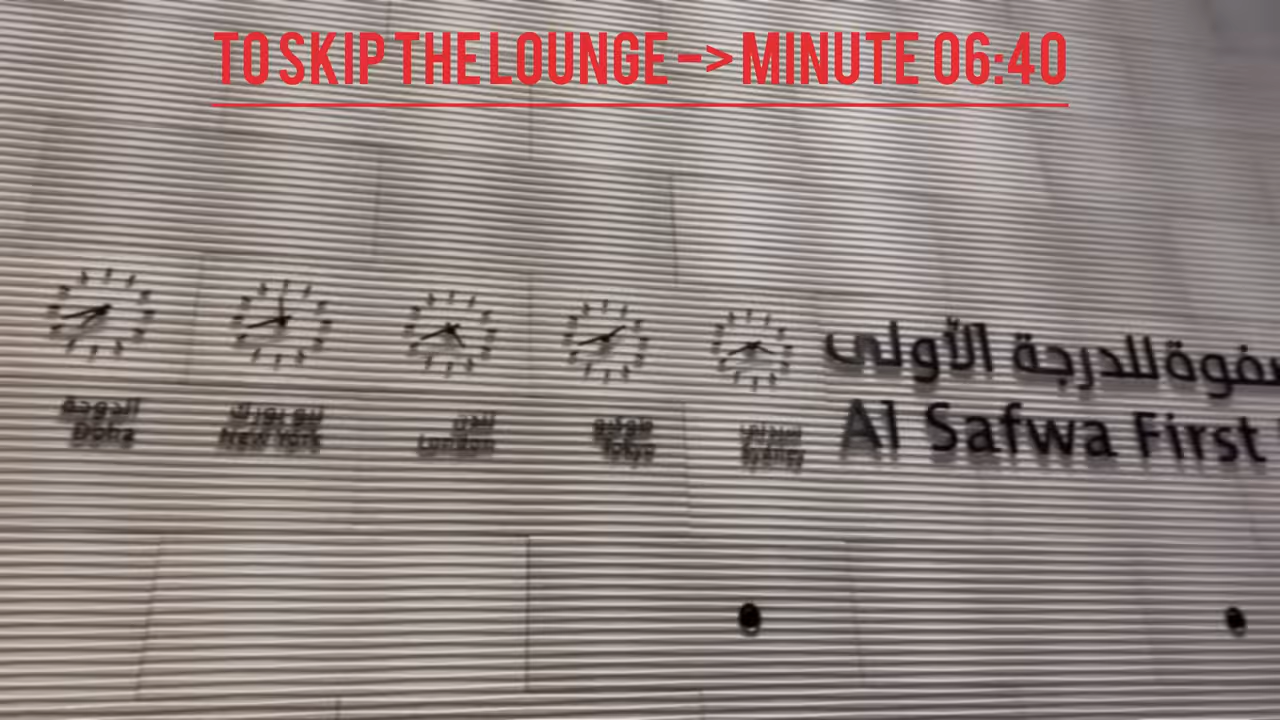 TO SKIP THE LOUNGE --> MINUTE 06:40
الدوحة
Doha
نيو يورك
New York
لندن
London
طوكيو
Tokyo
سيدني
Sydney
للدرجة الأولى
Al Safwa First